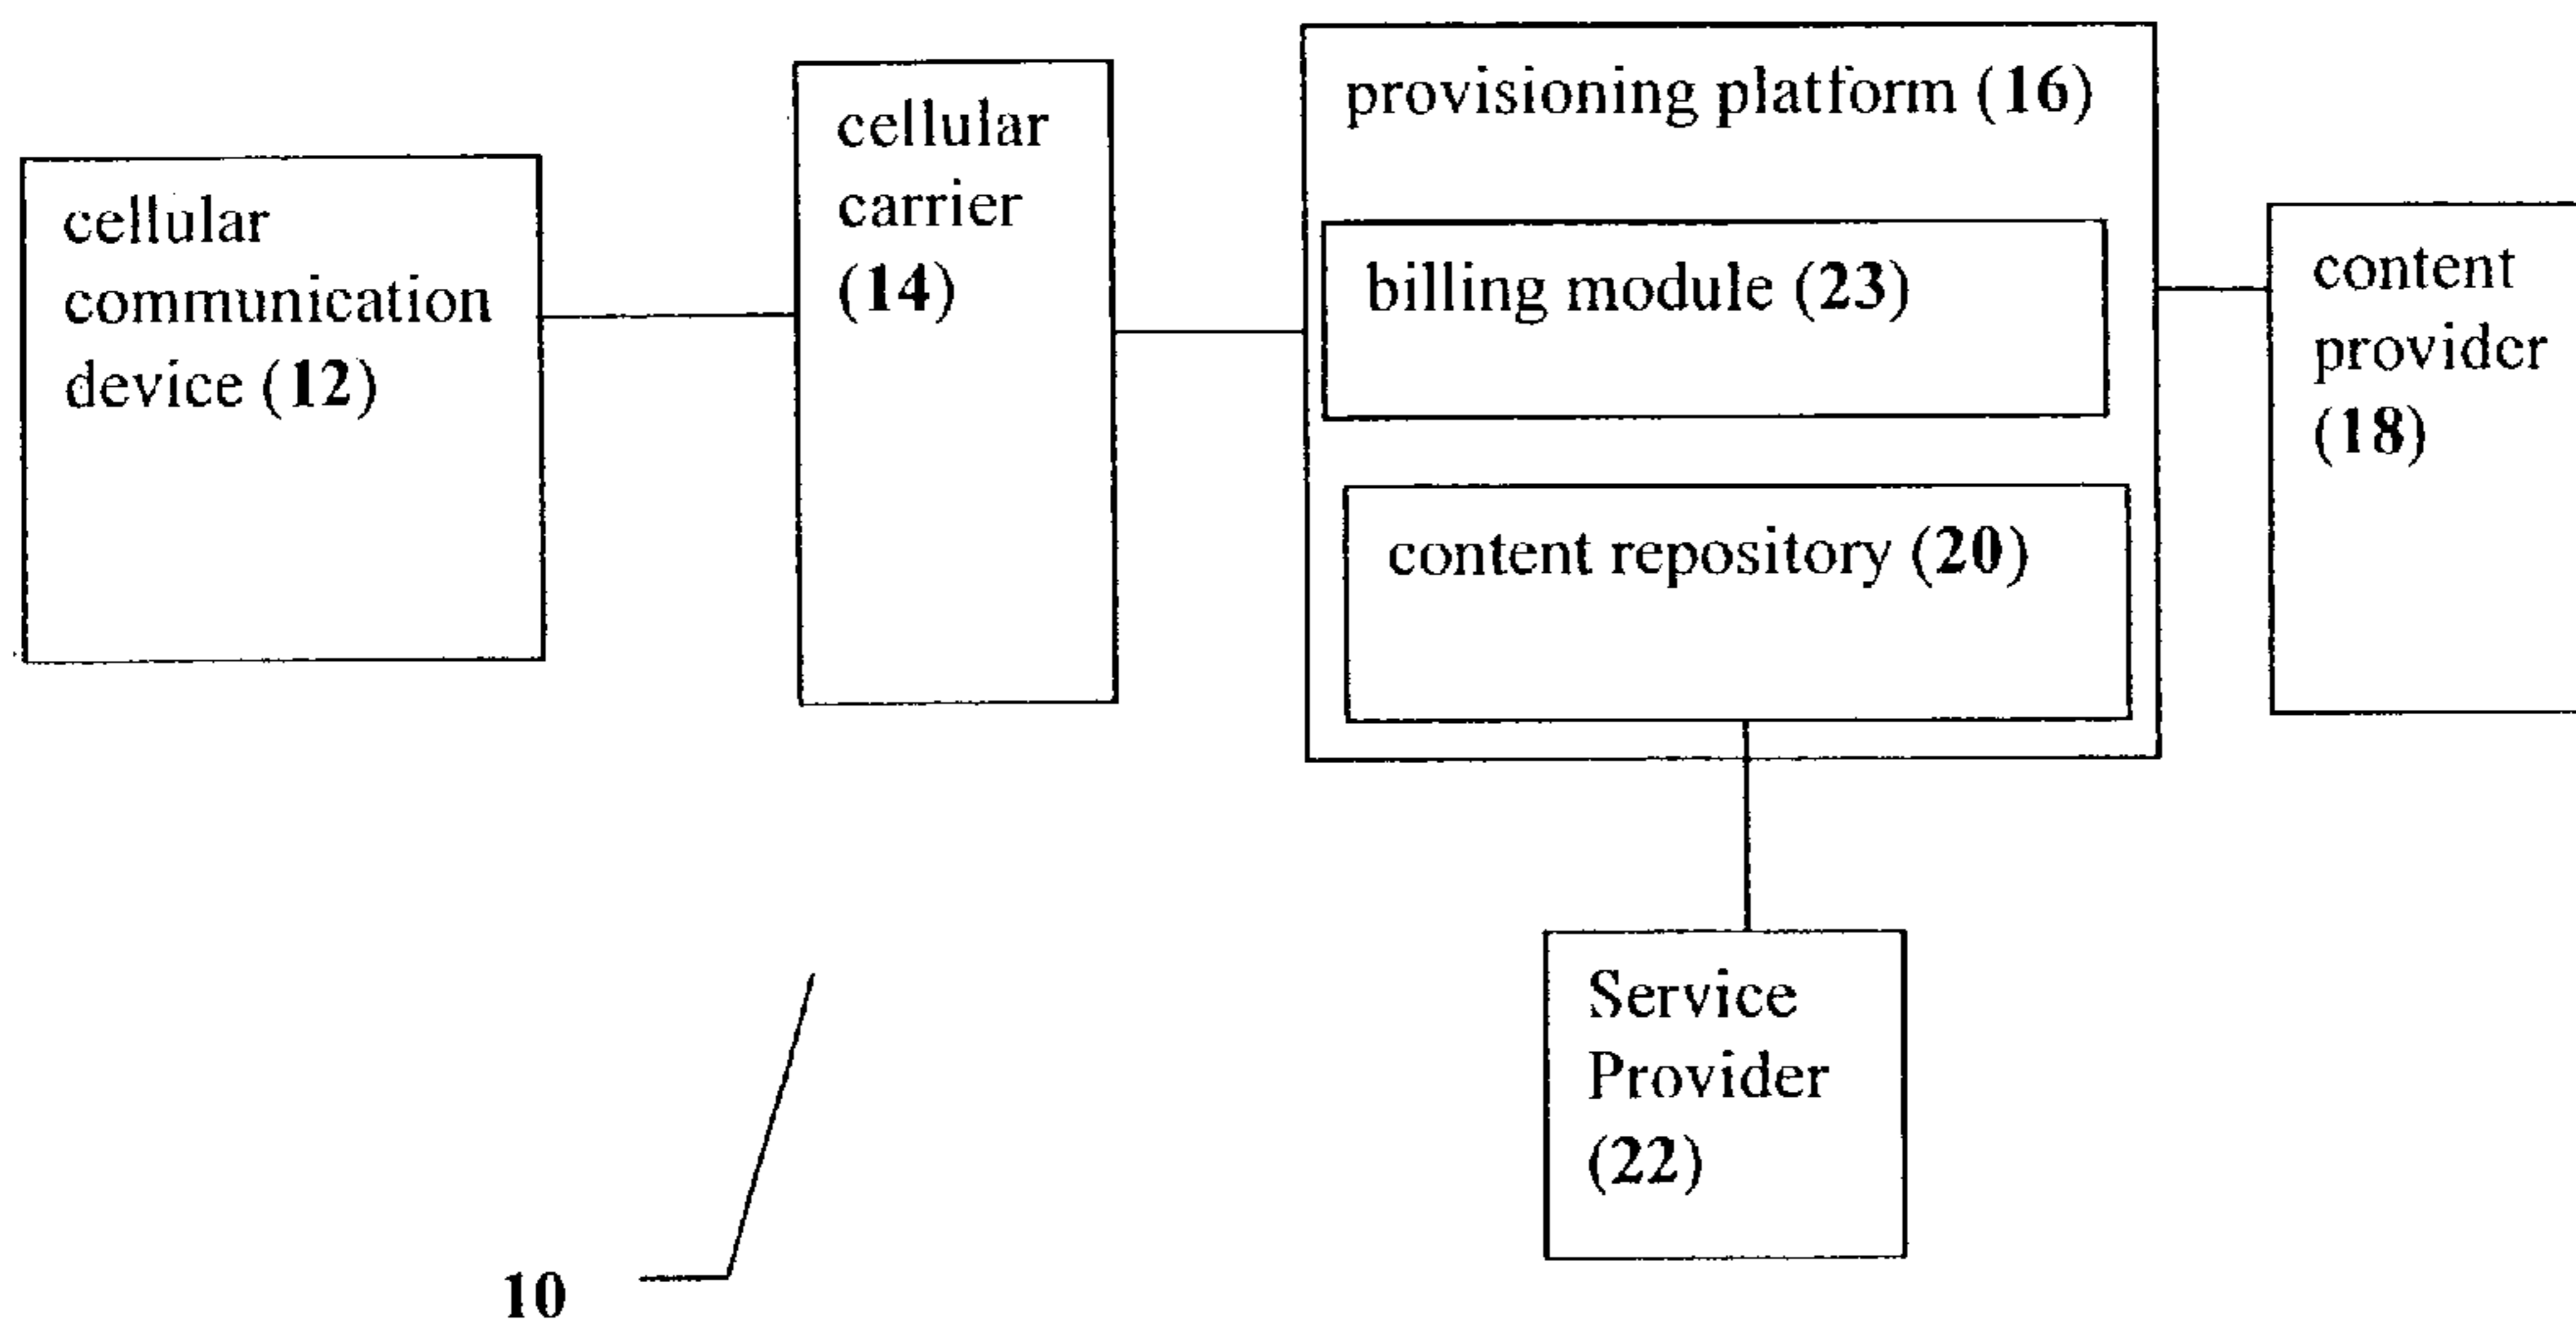 cellular
communication
device (12)
cellular
carrier
(14)
provisioning platform (16)
billing module (23)
content repository (20)
content
provider
(18)
Service
Provider
(22)
10